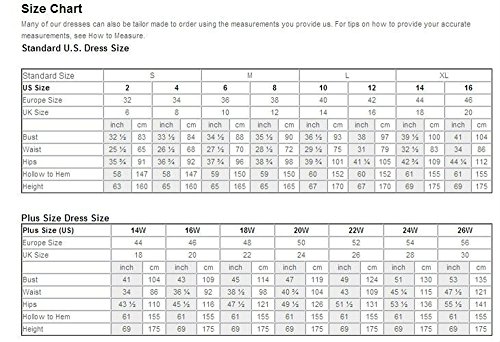 Size Chart
Many of our dresses can also be tailor made to order using the measurements you provide us. For tips on how to provide your accurate
measurements, see How to Measure.
Standard U.S. Dress Size
Standard Size S M L XL
US Size 2 4 6 8 10 12 14 16
Europe Size 32 34 36 38 40 42 44 46
UK Size 6 8 10 12 14 16 18 20
inch cm inch cm inch cm inch cm inch cm inch cm inch cm inch cm
Bust 32 ½ 83 33 ½ 84 34 ½ 88 35 ½ 90 36 ½ 93 38 97 39 ½ 100 41 104
Waist 25 ½ 65 26 ½ 68 27 ½ 70 28 ½ 72 29 ½ 75 31 79 32 ½ 83 34 86
Hips 35 ¾ 91 36 ¾ 92 37 ¾ 96 38 ¾ 98 39 ¾ 101 41 ¼ 105 42 ¾ 109 44 ¼ 112
Hollow to Hem 58 147 58 147 59 150 59 150 60 152 60 152 61 155 61 155
Height 63 160 63 160 65 165 65 165 67 170 67 170 69 175 69 175
Plus Size Dress Size
Plus Size (US) 14W 16W 18W 20W 22W 24W 26W
Europe Size 44 46 48 50 52 54 56
UK Size 18 20 22 24 26 28 30
inch cm inch cm inch cm inch cm inch cm inch cm inch cm
Bust 41 104 43 109 45 114 47 119 49 124 51 130 53 135
Waist 34 86 36 ¼ 92 38 ½ 98 40 ¾ 104 43 109 45 ¼ 115 47 ½ 121
Hips 43 ½ 110 45 ½ 116 47 ½ 121 49 ½ 126 51 ½ 131 53 ½ 136 55 ½ 141
Hollow to Hem 61 155 61 155 61 155 61 155 61 155 61 155 61 155
Height 69 175 69 175 69 175 69 175 69 175 69 175 69 175